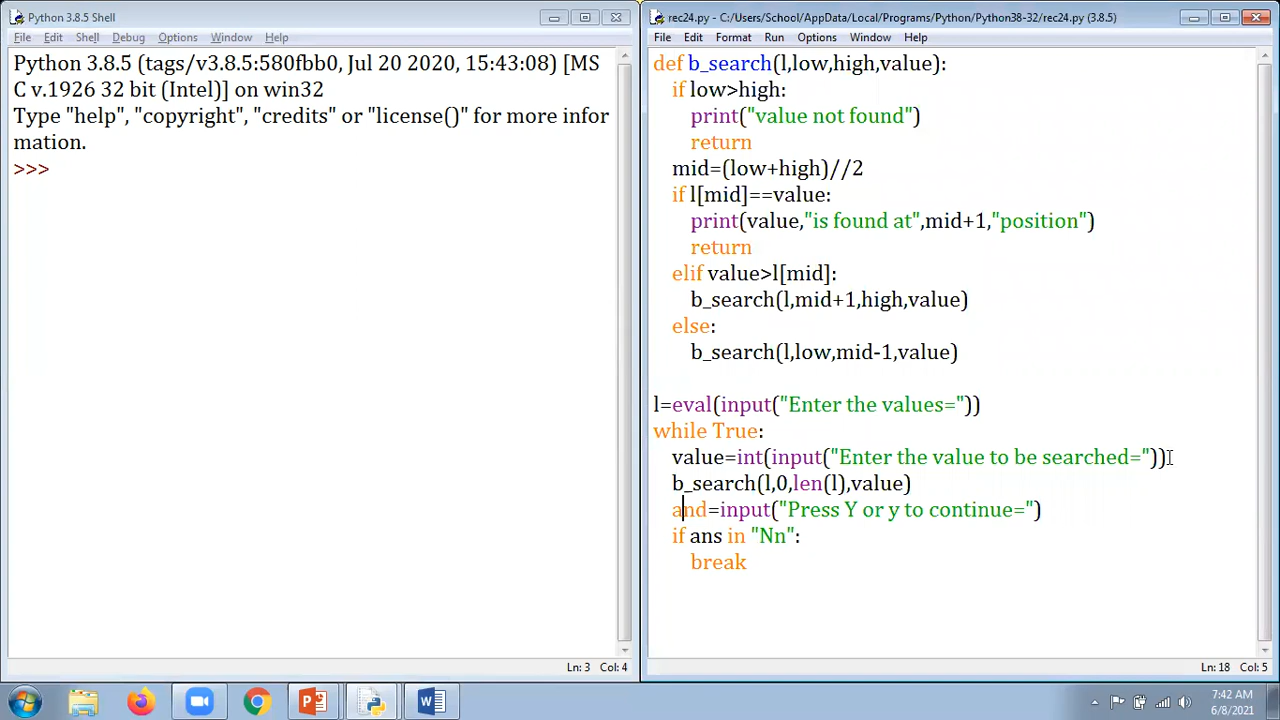 Python 3.8.5 Shell
File Edit Shell Debug Options Window Help
Python 3.8.5 (tags/v3.8.5:580fbb0, Jul 20 2020, 15:43:08) [MS
C v.1926 32 bit (Intel)] on win32
Type "help", "copyright", "credits" or "license()" for more infor
mation.
>>>
Ln: 3 Col: 4
rec24.py - C:/Users/School/AppData/Local/Programs/Python/Python38-32/rec24.py (3.8.5)
File Edit Format Run Options Window Help
def b_search(l,low,high,value):
if low>high:
print("value not found")
return
mid=(low+high)//2
if l[mid]==value:
print(value,"is found at",mid+1,"position")
return
elif value>l[mid]:
b_search(l,mid+1,high,value)
else:
b_search(l,low,mid-1,value)
l=eval(input("Enter the values="))
while True:
value=int(input("Enter the value to be searched="))
b_search(l,0,len(l),value)
and=input("Press Y or y to continue=")
if ans in "Nn":
break
Ln: 18 Col: 5
7:42 AM
6/8/2021